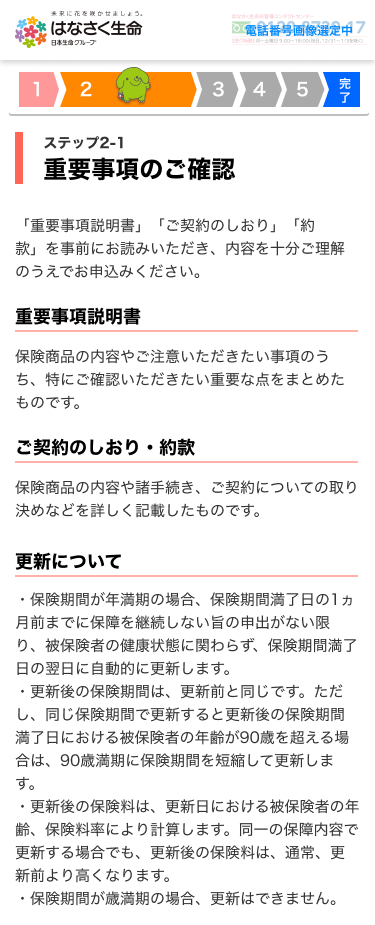 未来に花を咲かせましょう。
はなさく生命
日本生命グループ
電話番号画像選定中
1
2
3
4
5
完了
ステップ2-1
重要事項のご確認
「重要事項説明書」「ご契約のしおり」「約
款」を事前にお読みいただき、内容を十分ご理解
のうえでお申込みください。
重要事項説明書
保険商品の内容やご注意いただきたい事項のう
ち、特にご確認いただきたい重要な点をまとめた
ものです。
ご契約のしおり・約款
保険商品の内容や諸手続き、ご契約についての取り
決めなどを詳しく記載したものです。
更新について
・保険期間が年満期の場合、保険期間満了日の1ヵ
月前までに保障を継続しない旨の申出がない限
り、被保険者の健康状態に関わらず、保険期間満了
日の翌日に自動的に更新します。
・更新後の保険期間は、更新前と同じです。ただ
し、同じ保険期間で更新すると更新後の保険期間
満了日における被保険者の年齢が90歳を超える場
合は、90歳満期に保険期間を短縮して更新しま
す。
・更新後の保険料は、更新日における被保険者の年
齢、保険料率により計算します。同一の保障内容で
更新する場合でも、更新後の保険料は、通常、更
新前より高くなります。
・保険期間が歳満期の場合、更新はできません。